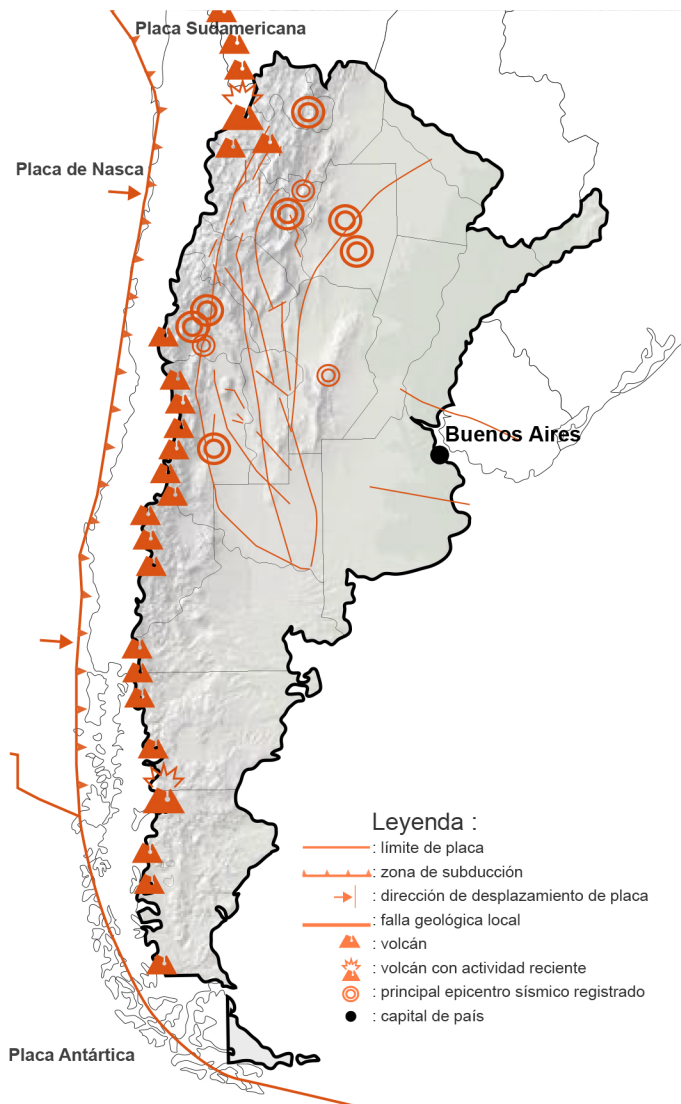 Placa Sudamericana
Placa de Nasca
Buenos Aires
Leyenda :
: límite de placa
: zona de subducción
: dirección de desplazamiento de placa
: falla geológica local
: volcán
: volcán con actividad reciente
: principal epicentro sísmico registrado
: capital de país
Placa Antártica